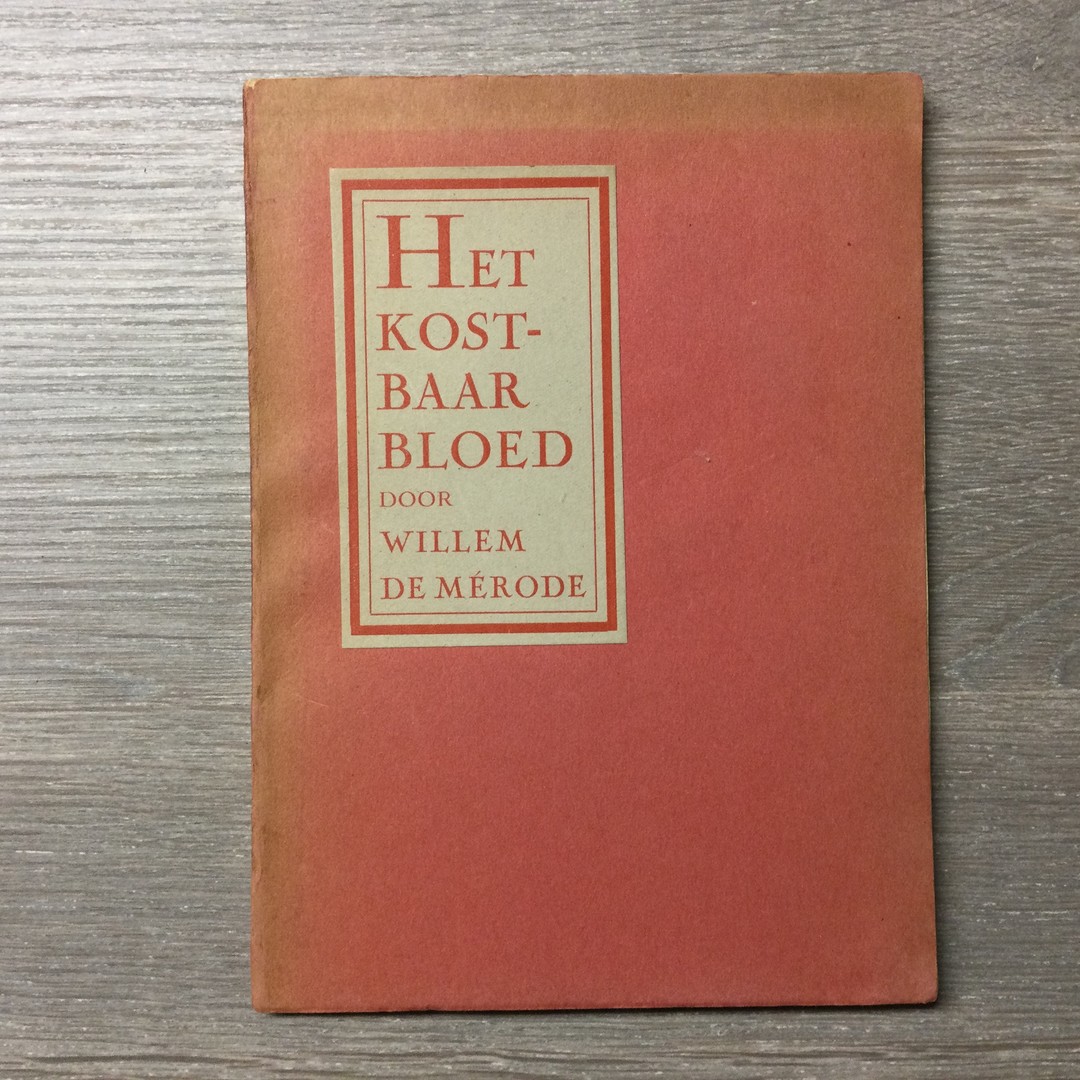 HET
KOST-
BAAR
BLOED
DOOR
WILLEM
DE MÉRODE